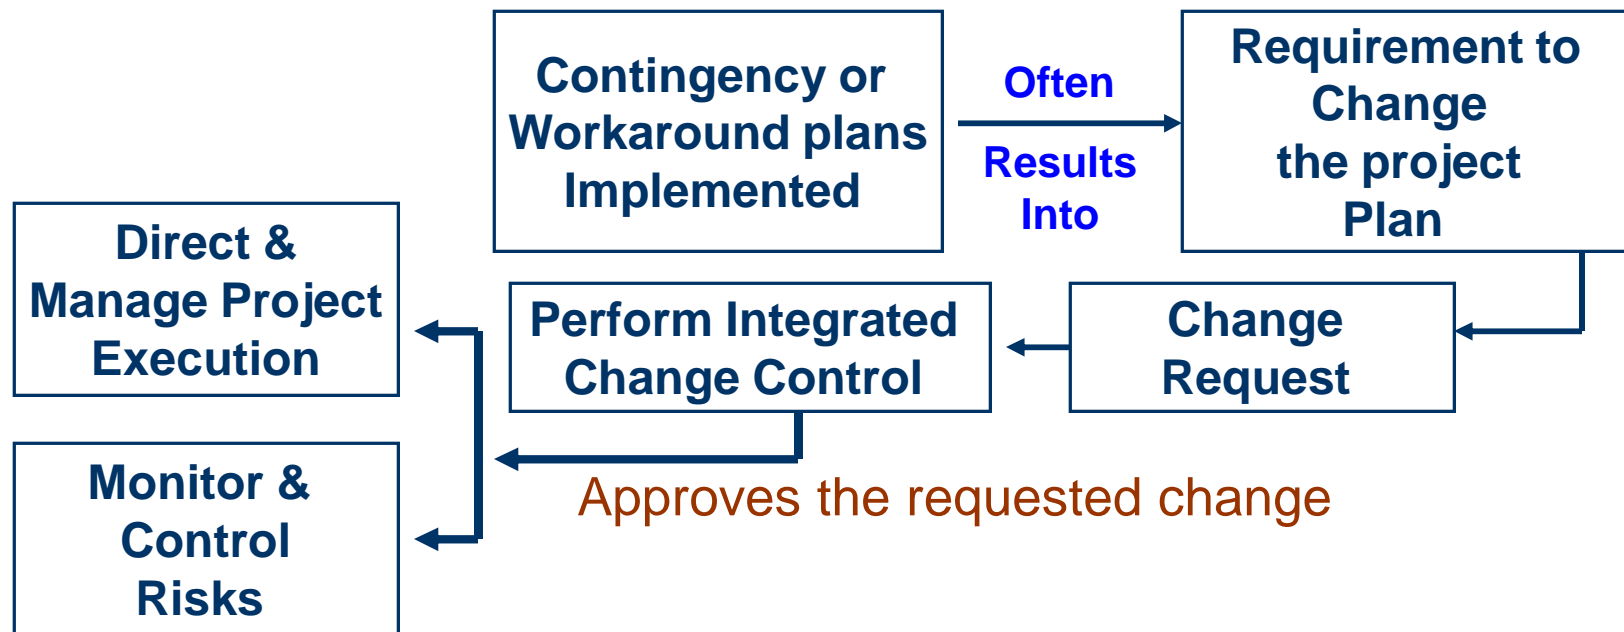 Contingency or
Workaround plans
Implemented
Often
Results
Into
Requirement to
Change
the project
Plan
Direct &
Manage Project
Execution
Perform Integrated
Change Control
Change
Request
Approves the requested change
Monitor &
Control
Risks